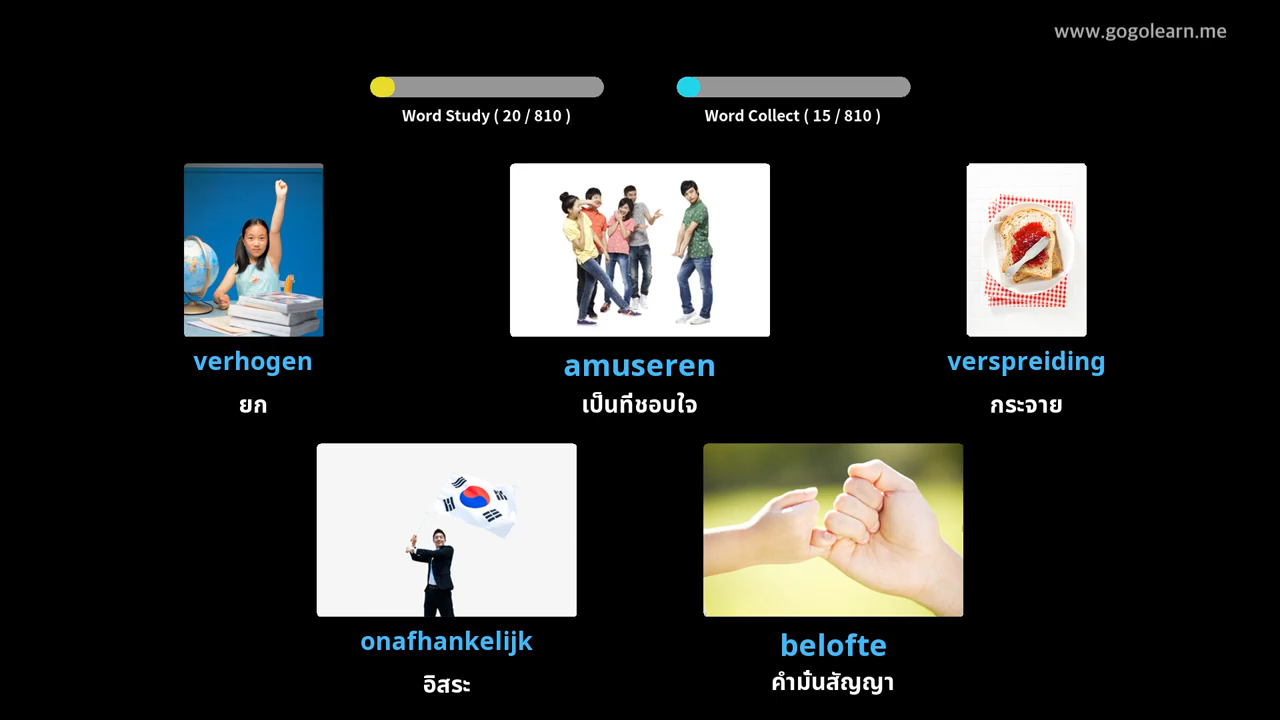 www.gogolearn.me
Word Study ( 20 / 810 )
Word Collect ( 15 / 810 )
verhogen
amuseren
verspreiding
ยก
เป็นที่ชอบใจ
กระจาย
onafhankelijk
belofte
อิสระ
คำมั่นสัญญา